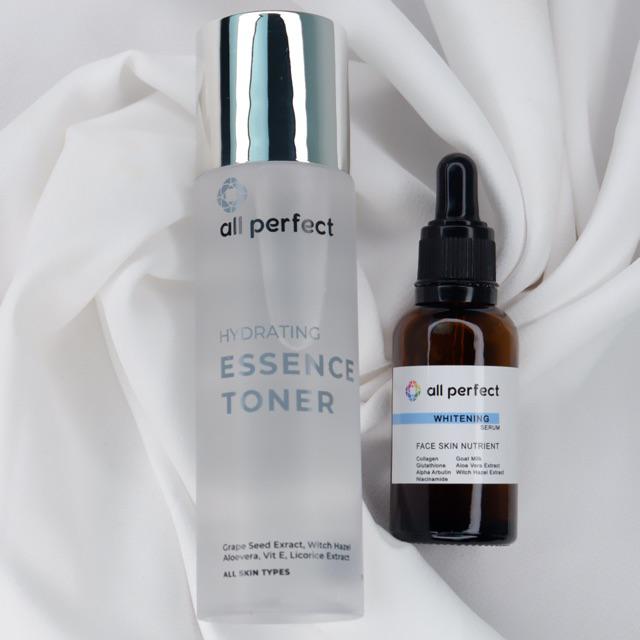 all perfect
HYDRATING
ESSENCE
TONER
Grape Seed Exract, Witch Hazel
Aloevera, Vit E, Licorice Extract
ALL SKIN TYPES
all perfect
WHITENING
SERUM
FACE SKIN NUTRIENT
Collagen Goat Milk
Glutathione Aloe Vera Extract
Alpha Arbutin Witch Hazel Extract
Niacinamide